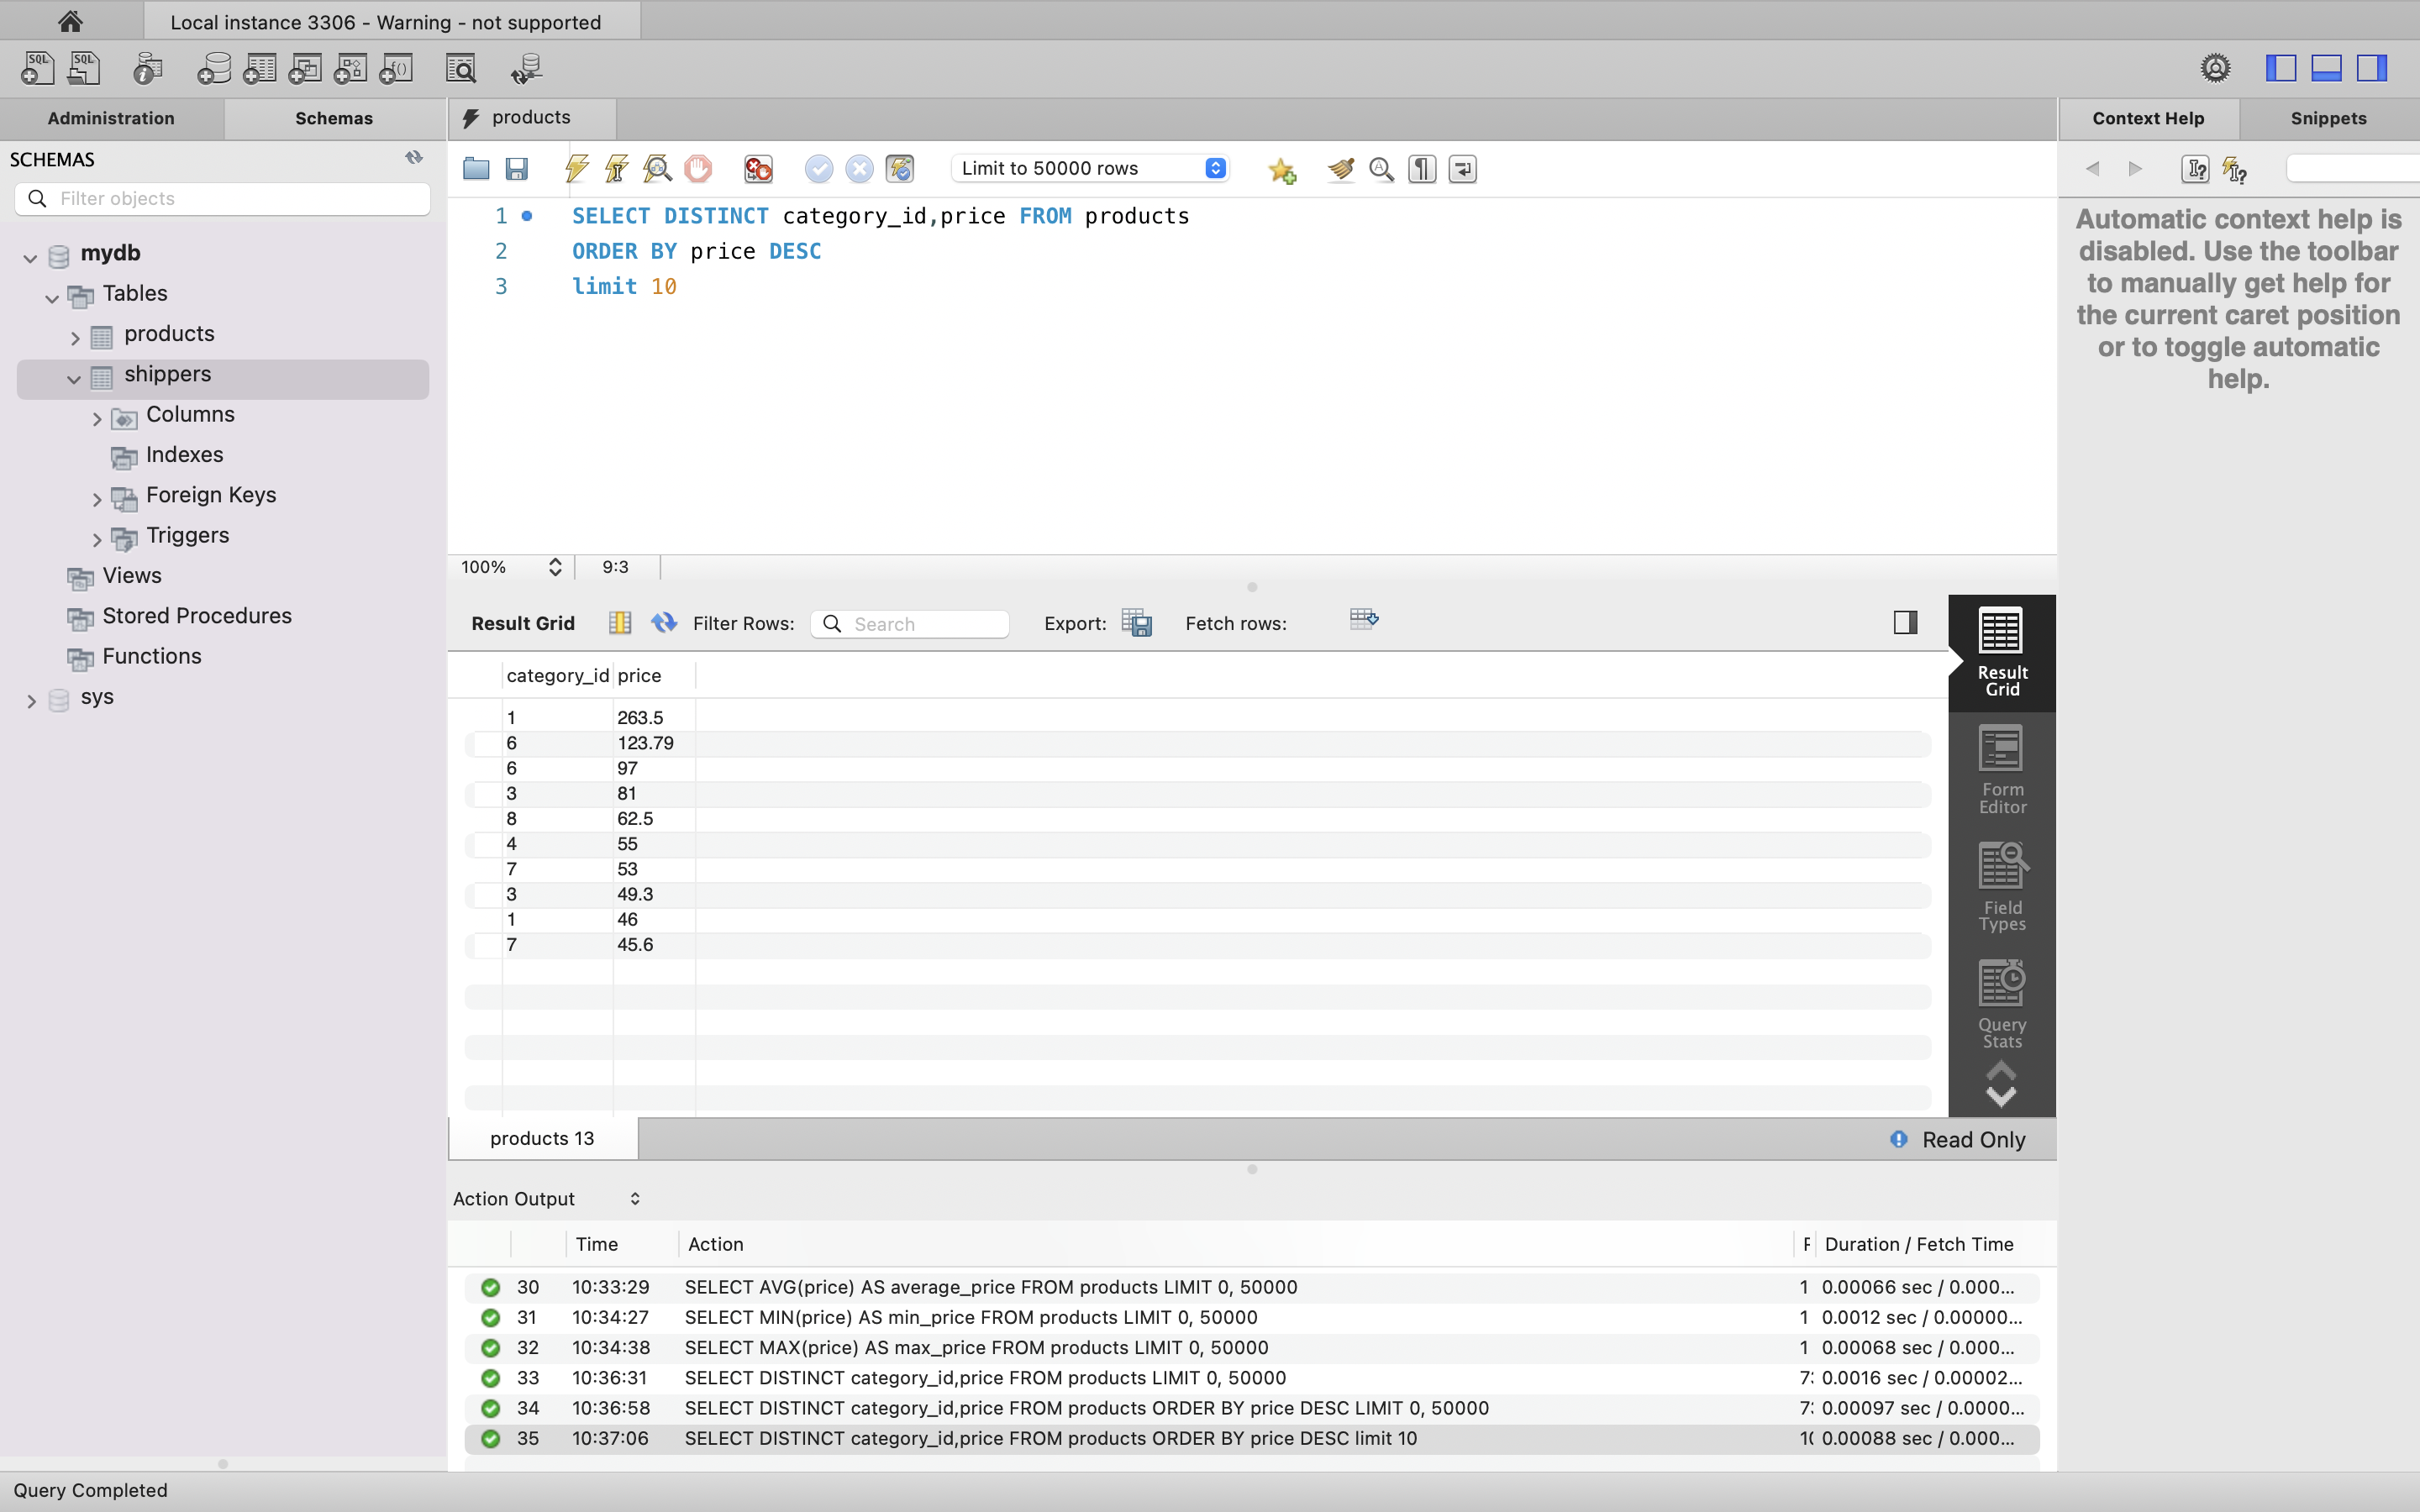 Local instance 3306 - Warning - not supported
Administration
Schemas
SCHEMAS
Filter objects
mydb
Tables
products
shippers
Columns
Indexes
Foreign Keys
Triggers
Views
Stored Procedures
Functions
sys
products
Limit to 50000 rows
1 SELECT DISTINCT category_id,price FROM products
2 ORDER BY price DESC
3 limit 10
100% 9:3
Result Grid Filter Rows: Search Export: Fetch rows:
category_id price
1 263.5
6 123.79
6 97
3 81
8 62.5
4 55
7 53
3 49.3
1 46
7 45.6
Result
Grid
Form
Editor
Field
Types
Query
Stats
products 13
Read Only
Action Output
Time Action Duration / Fetch Time
30 10:33:29 SELECT AVG(price) AS average_price FROM products LIMIT 0, 50000 1 0.00066 sec / 0.000...
31 10:34:27 SELECT MIN(price) AS min_price FROM products LIMIT 0, 50000 1 0.0012 sec / 0.00000...
32 10:34:38 SELECT MAX(price) AS max_price FROM products LIMIT 0, 50000 1 0.00068 sec / 0.000...
33 10:36:31 SELECT DISTINCT category_id,price FROM products LIMIT 0, 50000 0.0016 sec / 0.00002...
34 10:36:58 SELECT DISTINCT category_id,price FROM products ORDER BY price DESC LIMIT 0, 50000 0.00097 sec / 0.0000...
35 10:37:06 SELECT DISTINCT category_id,price FROM products ORDER BY price DESC limit 10 0.00088 sec / 0.000...
Context Help
Snippets
Automatic context help is
disabled. Use the toolbar
to manually get help for
the current caret position
or to toggle automatic
help.
Query Completed